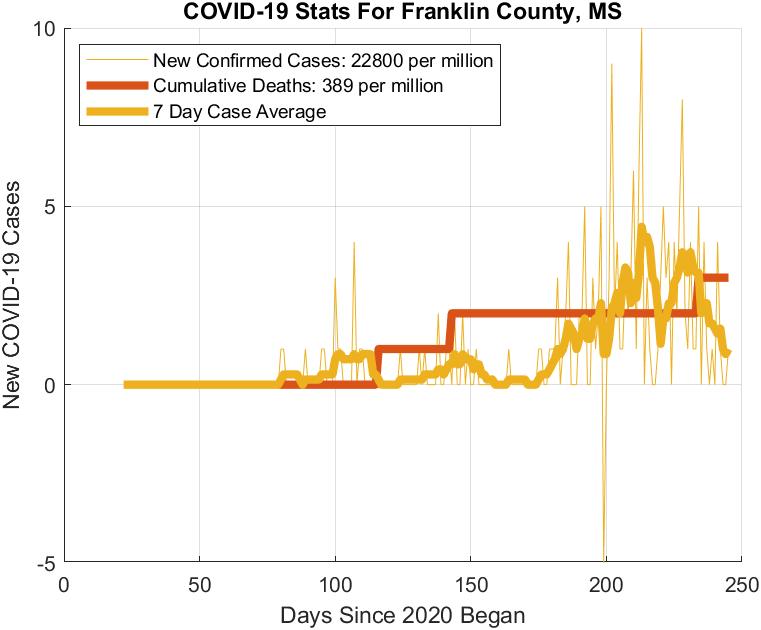 COVID-19 Stats For Franklin County, MS
New Confirmed Cases: 22800 per million
Cumulative Deaths: 389 per million
7 Day Case Average
New COVID-19 Cases
10
5
0
-5
0 50 100 150 200 250
Days Since 2020 Began